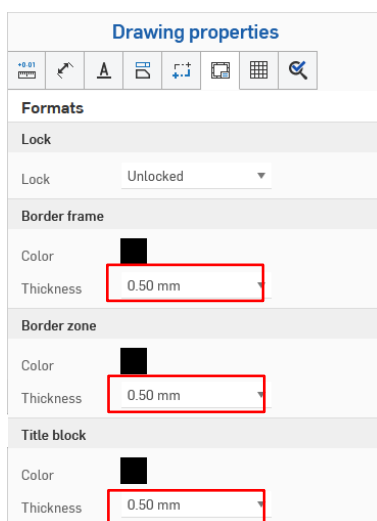 Drawing properties
+0.01
A
Formats
Lock
Lock Unlocked
Border frame
Color
Thickness 0.50 mm
Border zone
Color
Thickness 0.50 mm
Title block
Color
Thickness 0.50 mm